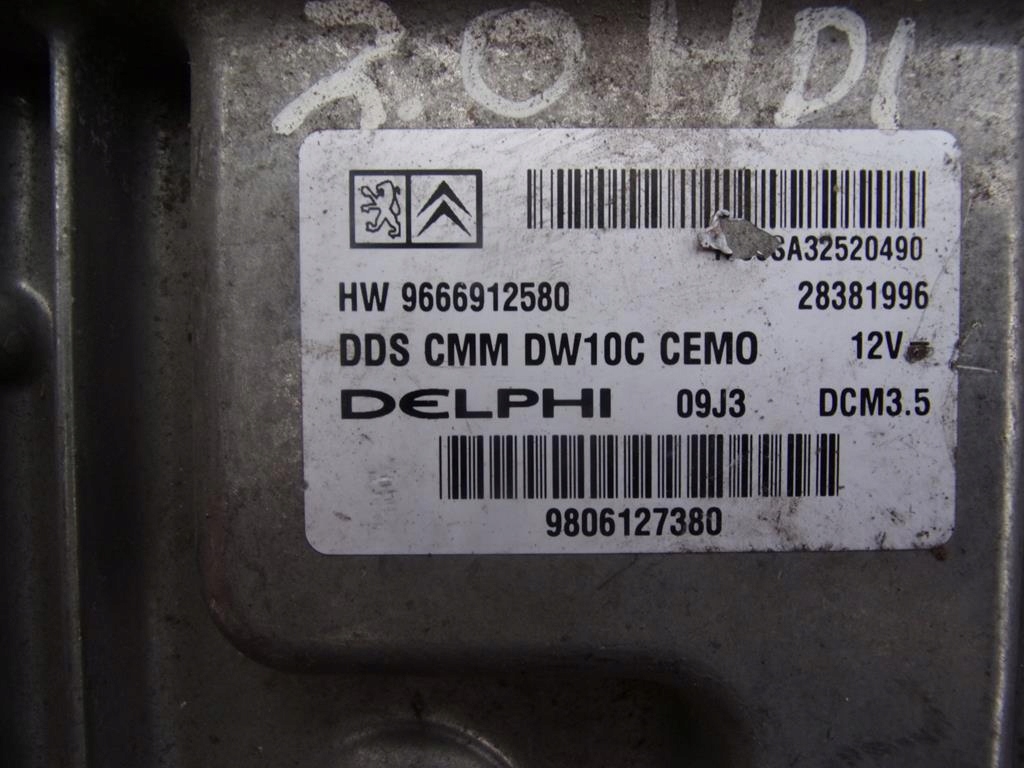 2.0 HDI
HW 9666912580 28381996
DDS CMM DW10C CEMO 12V
DELPHI 09J3 DCM3.5
9806127380